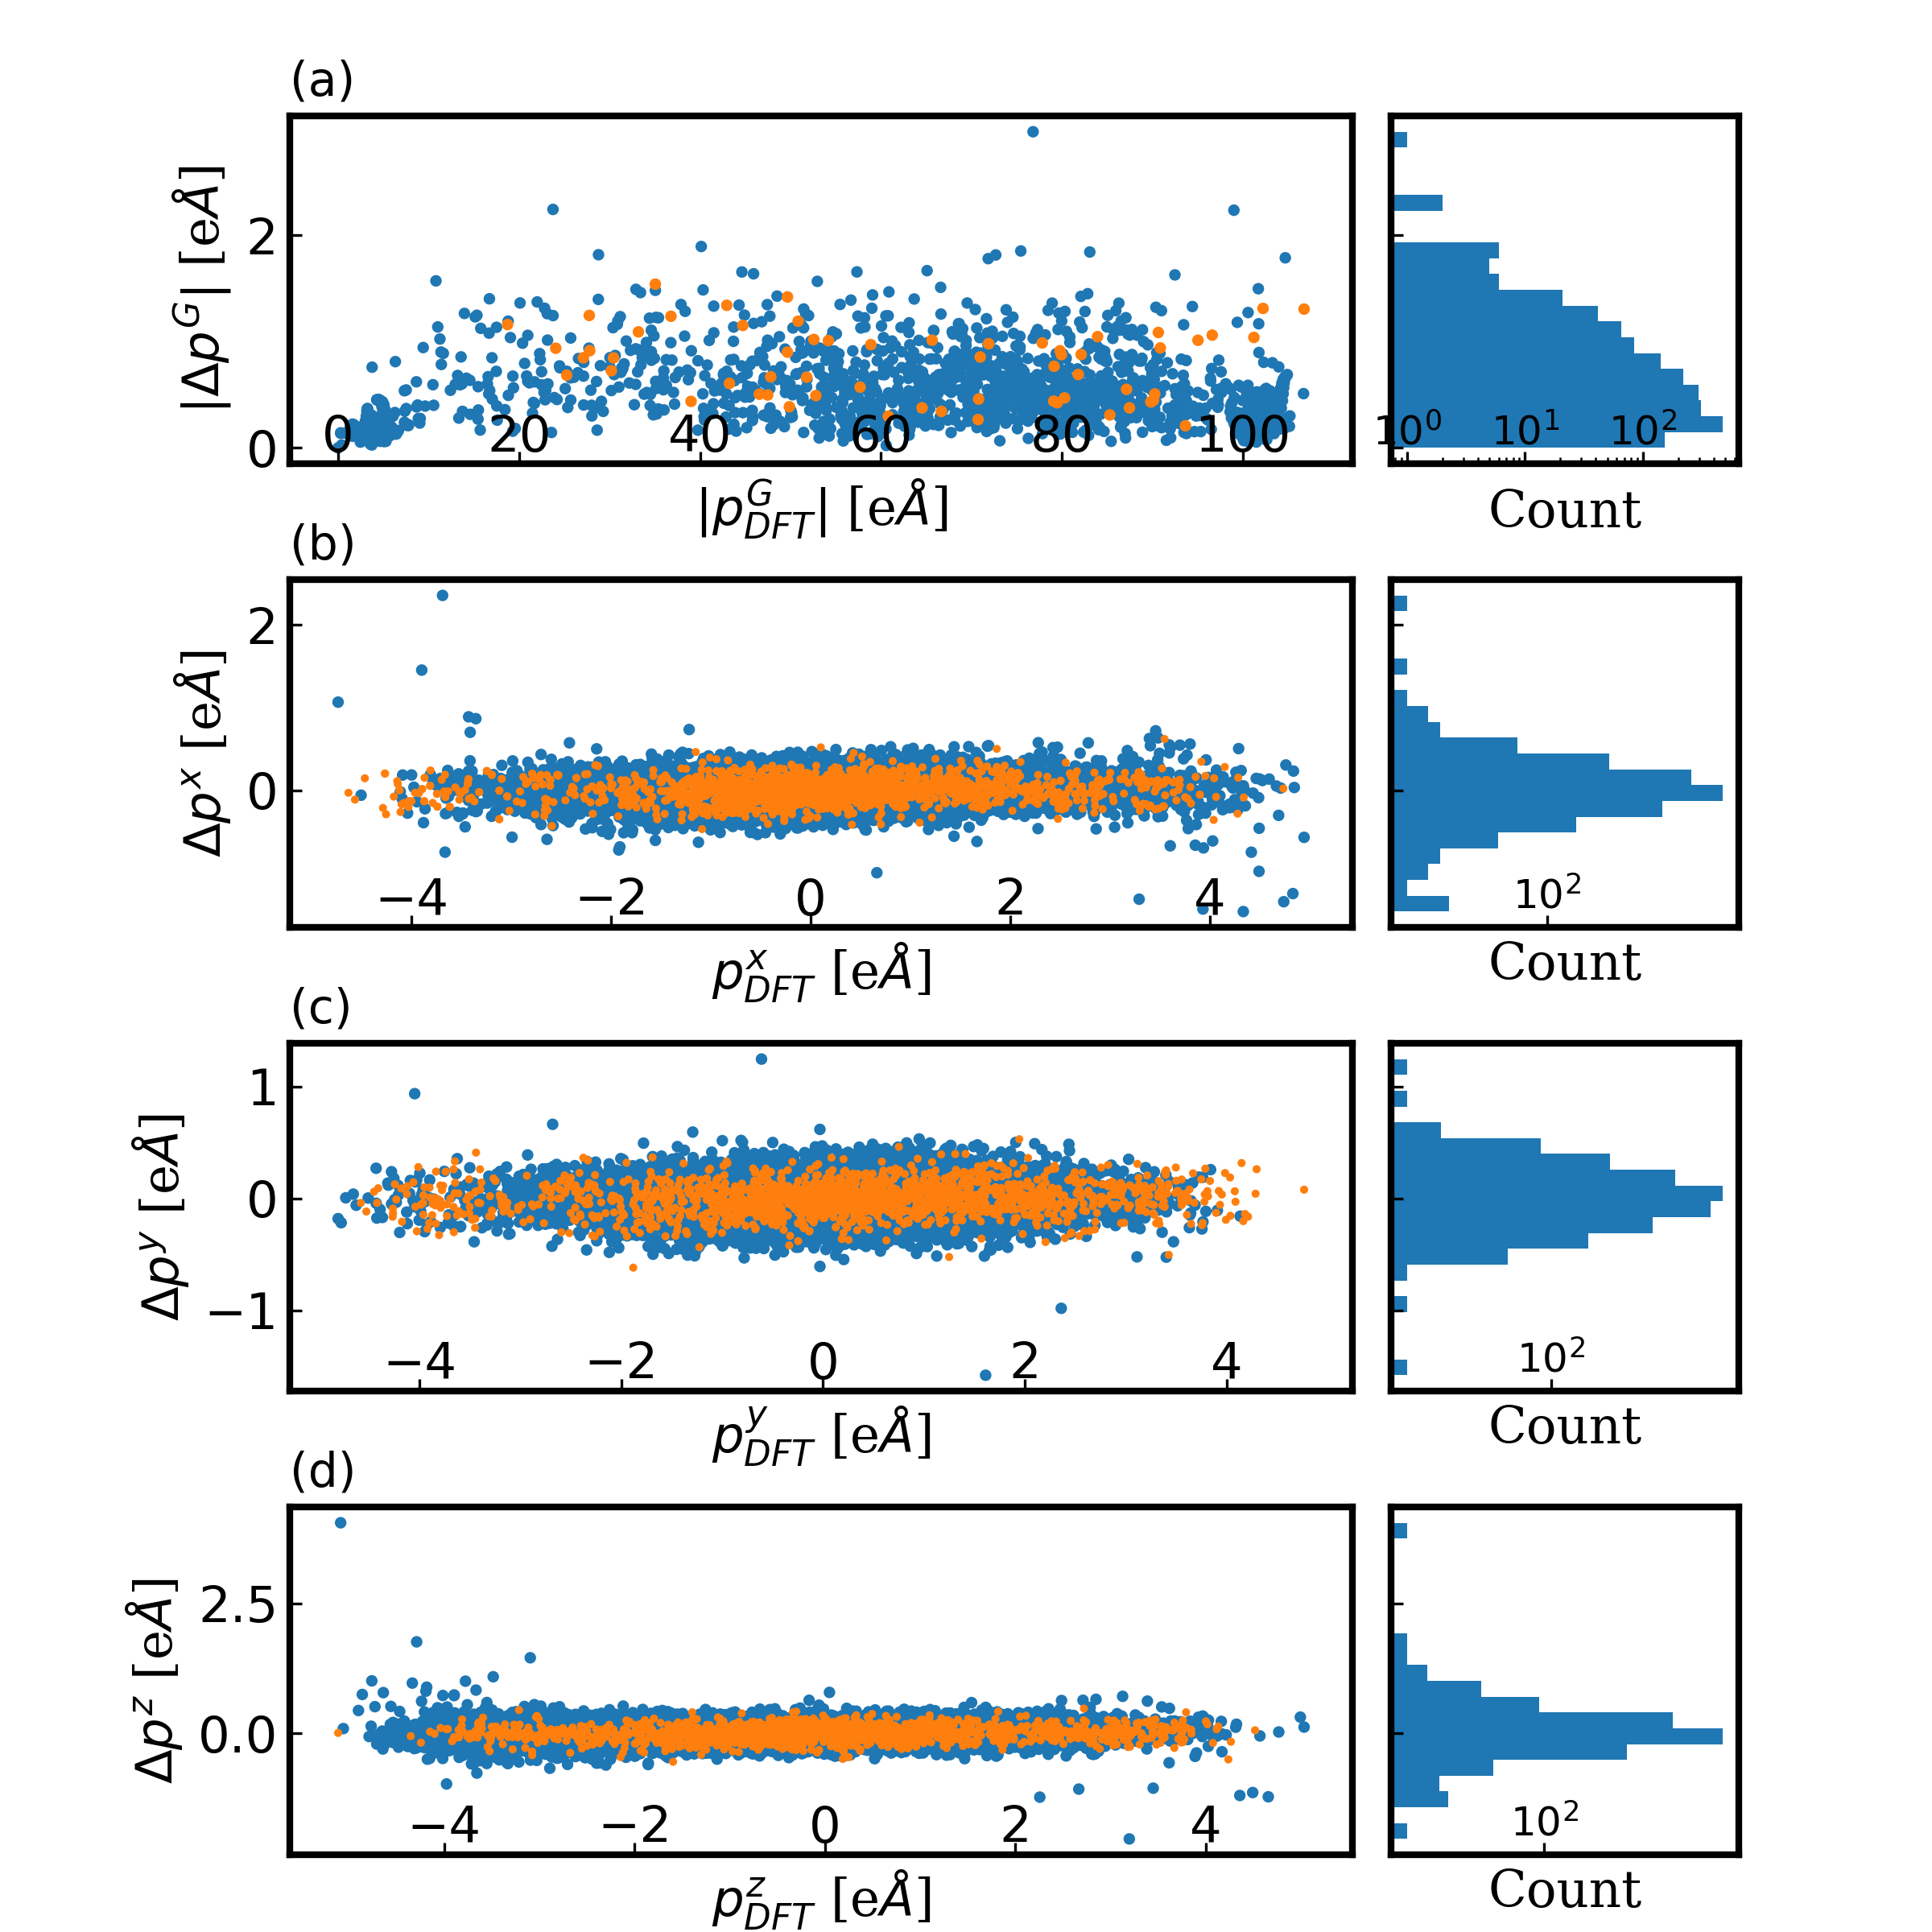 (a)
|Δp^G| [eÅ]
2
0
0 20 40 60 80 100
|p^G_DFT| [eÅ]
10^0 10^1 10^2
Count
(b)
Δp^x [eÅ]
2
0
−4 −2 0 2 4
p^x_DFT [eÅ]
10^2
Count
(c)
Δp^y [eÅ]
1
0
−1
−4 −2 0 2 4
p^y_DFT [eÅ]
10^2
Count
(d)
Δp^z [eÅ]
2.5
0.0
−4 −2 0 2 4
p^z_DFT [eÅ]
10^2
Count